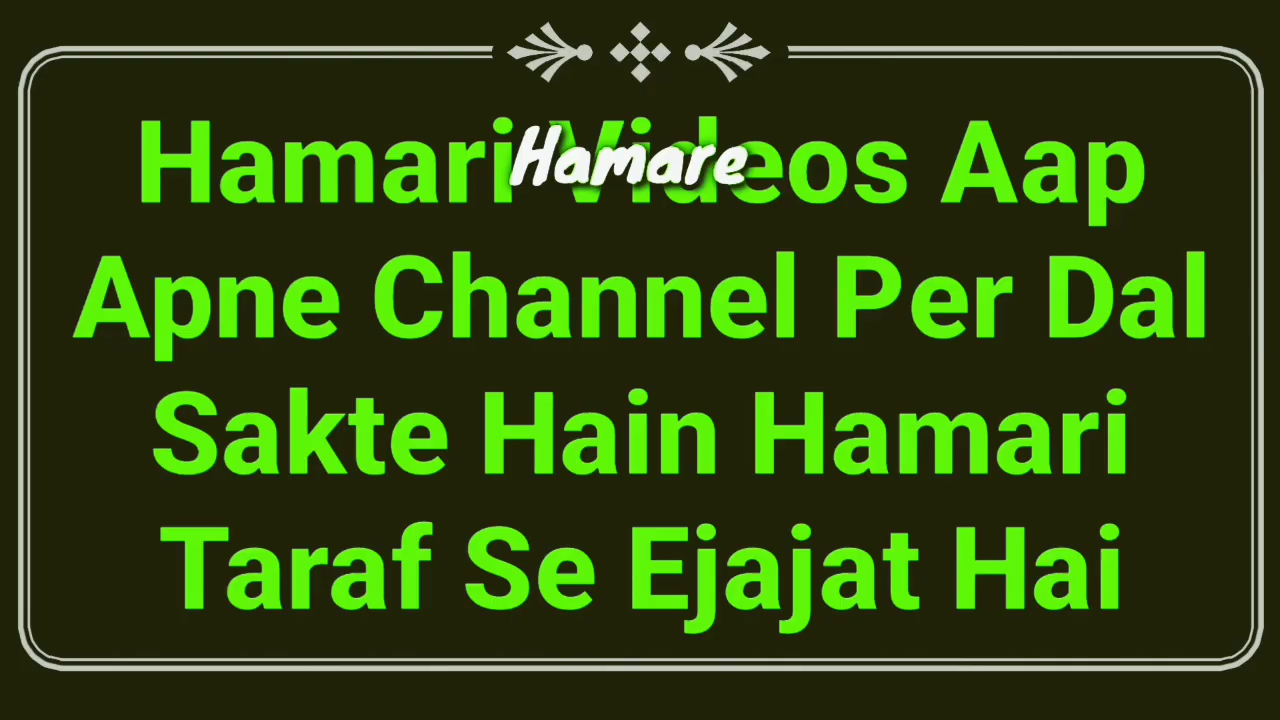 Hamari Videos Aap
Hamare
Apne Channel Per Dal
Sakte Hain Hamari
Taraf Se Ejajat Hai